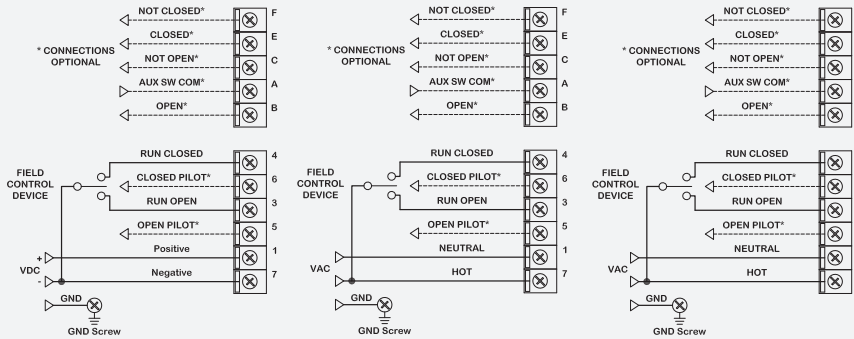 NOT CLOSED* F
CLOSED* E
* CONNECTIONS
OPTIONAL
NOT OPEN* C
AUX SW COM* A
OPEN* B
RUN CLOSED 4
FIELD
CONTROL
DEVICE
CLOSED PILOT* 6
RUN OPEN 3
OPEN PILOT* 5
Positive 1
+
VDC
-
Negative 7
GND
GND Screw
NOT CLOSED* F
CLOSED* E
* CONNECTIONS
OPTIONAL
NOT OPEN* C
AUX SW COM* A
OPEN* B
RUN CLOSED 4
FIELD
CONTROL
DEVICE
CLOSED PILOT* 6
RUN OPEN 3
OPEN PILOT* 5
NEUTRAL 1
VAC
HOT 7
GND
GND Screw
NOT CLOSED*
CLOSED*
* CONNECTIONS
OPTIONAL
NOT OPEN*
AUX SW COM*
OPEN*
RUN CLOSED
FIELD
CONTROL
DEVICE
CLOSED PILOT*
RUN OPEN
OPEN PILOT*
NEUTRAL
VAC
HOT
GND
GND Screw